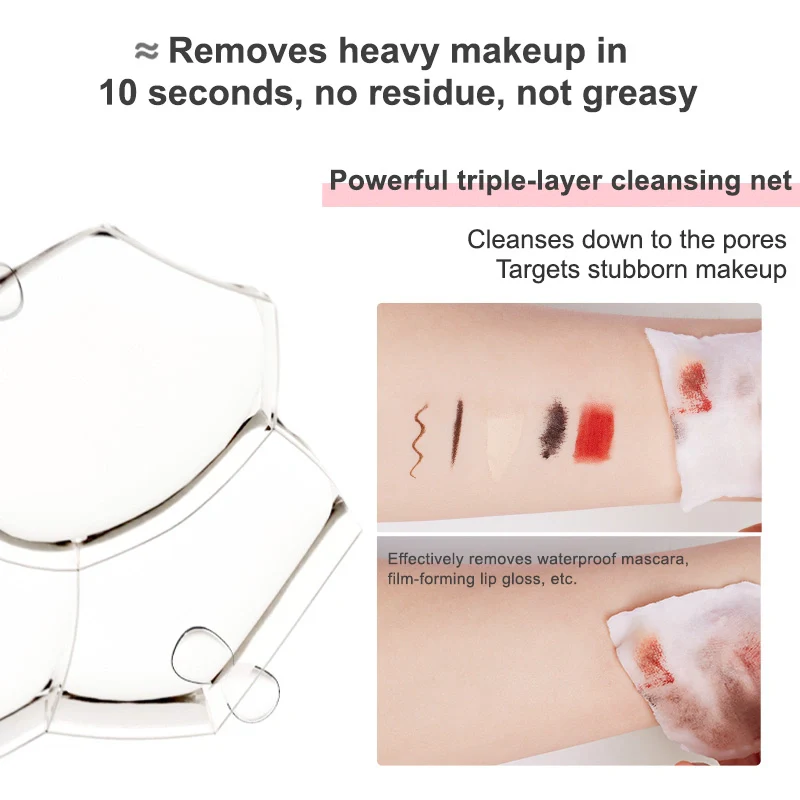 ≈ Removes heavy makeup in
10 seconds, no residue, not greasy
Powerful triple-layer cleansing net
Cleanses down to the pores
Targets stubborn makeup
Effectively removes waterproof mascara,
film-forming lip gloss, etc.